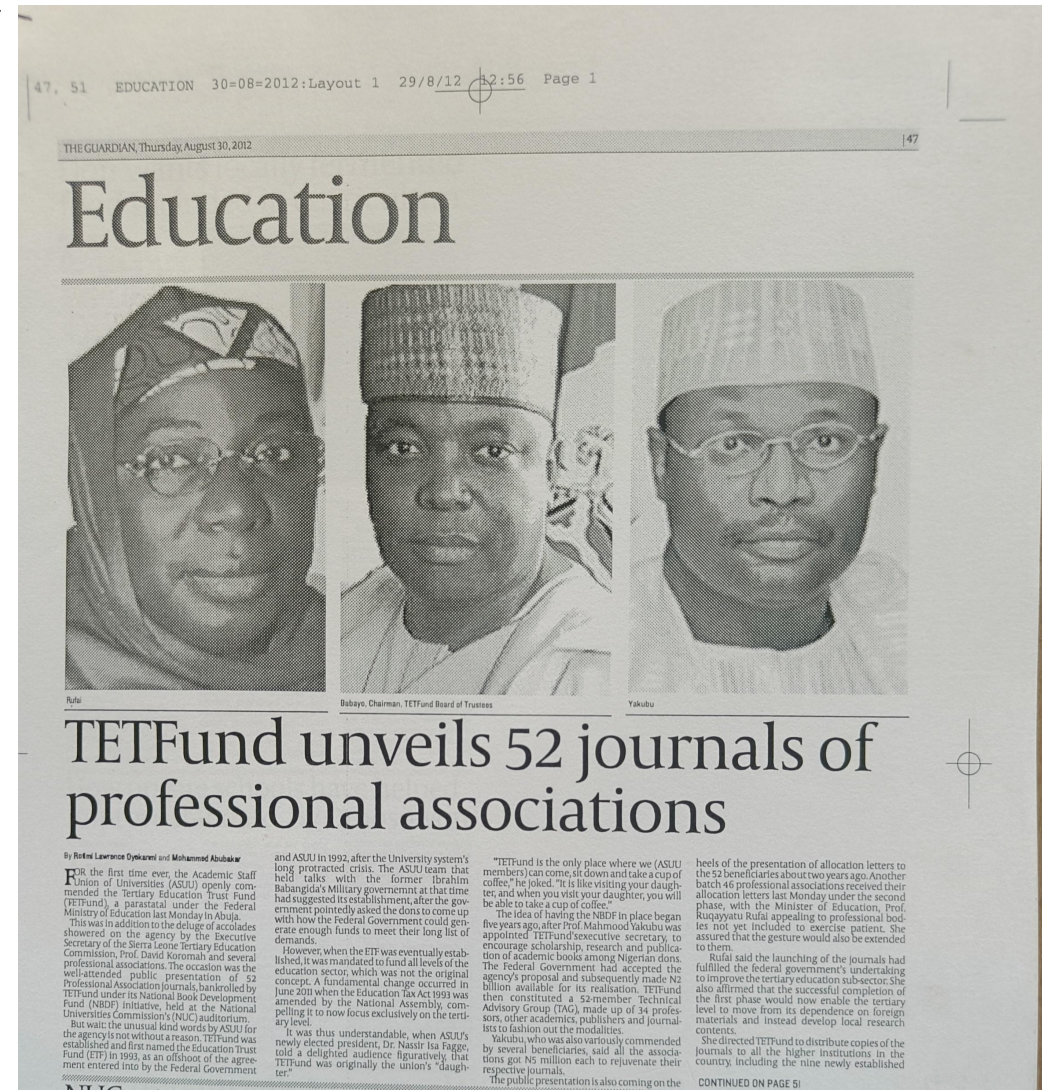 47, 51 EDUCATION 30=08=2012:Layout 1 29/8/12 12:56 Page 1
THE GUARDIAN, Thursday, August 30, 2012
|47
Education
Rufai
Babayo, Chairman, TETFund Board of Trustees
Yakubu
TETFund unveils 52 journals of
professional associations
By Rotimi Lawrence Oyekanmi and Mohammed Abubakar
FOR the first time ever, the Academic Staff
Union of Universities (ASUU) openly com-
mended the Tertiary Education Trust Fund
(TETFund), a parastatal under the Federal
Ministry of Education last Monday in Abuja.
This was in addition to the deluge of accolades
showered on the agency by the Executive
Secretary of the Sierra Leone Tertiary Education
Commission, Prof. David Koromah and several
professional associations. The occasion was the
well-attended public presentation of 52
Professional Association Journals, bankrolled by
TETFund under its National Book Development
Fund (NBDF) initiative, held at the National
Universities Commission's (NUC) auditorium.
But wait: the unusual kind words by ASUU for
the agency is not without a reason. TETFund was
established and first named the Education Trust
Fund (ETF) in 1993, as an offshoot of the agree-
ment entered into by the Federal Government
and ASUU in 1992, after the University system's
long protracted crisis. The ASUU team that
held talks with the former Ibrahim
Babangida's Military governemnt at that time
had suggested its establishment, after the gov-
ernment pointedly asked the dons to come up
with how the Federal Government could gen-
erate enough funds to meet their long list of
demands.
However, when the ETF was eventually estab-
lished, it was mandated to fund all levels of the
education sector, which was not the original
concept. A fundamental change occurred in
June 2011 when the Education Tax Act 1993 was
amended by the National Assembly, com-
pelling it to now focus exclusively on the terti-
ary level.
It was thus understandable, when ASUU's
newly elected president, Dr. Nassir Isa Fagge,
told a delighted audience figuratively, that
TETFund was originally the union's "daugh-
ter."
"TETFund is the only place where we (ASUU
members) can come, sit down and take a cup of
coffee," he joked. "It is like visiting your daugh-
ter, and when you visit your daughter, you will
be able to take a cup of coffee."
The idea of having the NBDF in place began
five years ago, after Prof. Mahmood Yakubu was
appointed TETFund'sexecutive secretary, to
encourage scholarship, research and publica-
tion of academic books among Nigerian dons.
The Federal Government had accepted the
agency's proposal and subsequently made N2
billion available for its realisation. TETFund
then constituted a 52-member Technical
Advisory Group (TAG), made up of 34 profes-
sors, other academics, publishers and journal-
ists to fashion out the modalities.
Yakubu, who was also variously commended
by several beneficiaries, said all the associa-
tions got N5 million each to rejuvenate their
respective journals.
The public presentation is also coming on the
heels of the presentation of allocation letters to
the 52 beneficiaries about two years ago. Another
batch 46 professional associations received their
allocation letters last Monday under the second
phase, with the Minister of Education, Prof.
Ruqayyatu Rufai appealing to professional bod-
ies not yet included to exercise patient. She
assured that the gesture would also be extended
to them.
Rufai said the launching of the journals had
fulfilled the federal government's undertaking
to improve the tertiary education sub-sector. She
also affirmed that the successful completion of
the first phase would now enable the tertiary
level to move from its dependence on foreign
materials and instead develop local research
contents.
She directed TETFund to distribute copies of the
journals to all the higher institutions in the
country, including the nine newly established
CONTINUED ON PAGE 51